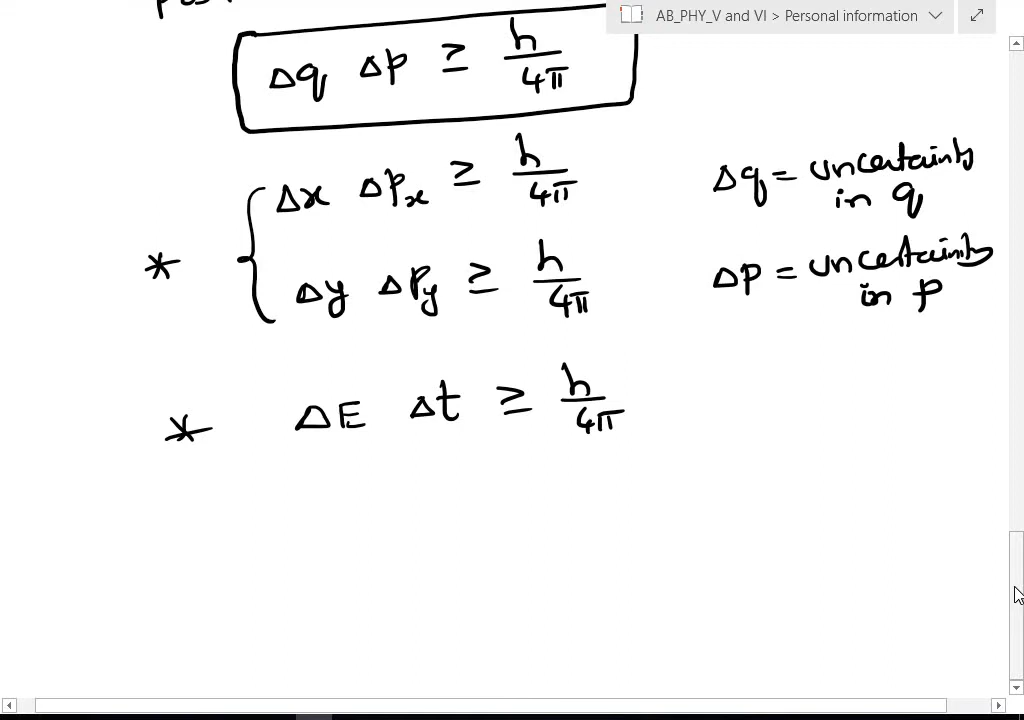 AB_PHY_V and VI > Personal information
Δq Δp ≥ h/4π
Δx Δpx ≥ h/4π
Δq = uncertainty
in q
* Δy Δpy ≥ h/4π
Δp = uncertainty
in p
* ΔE Δt ≥ h/4π